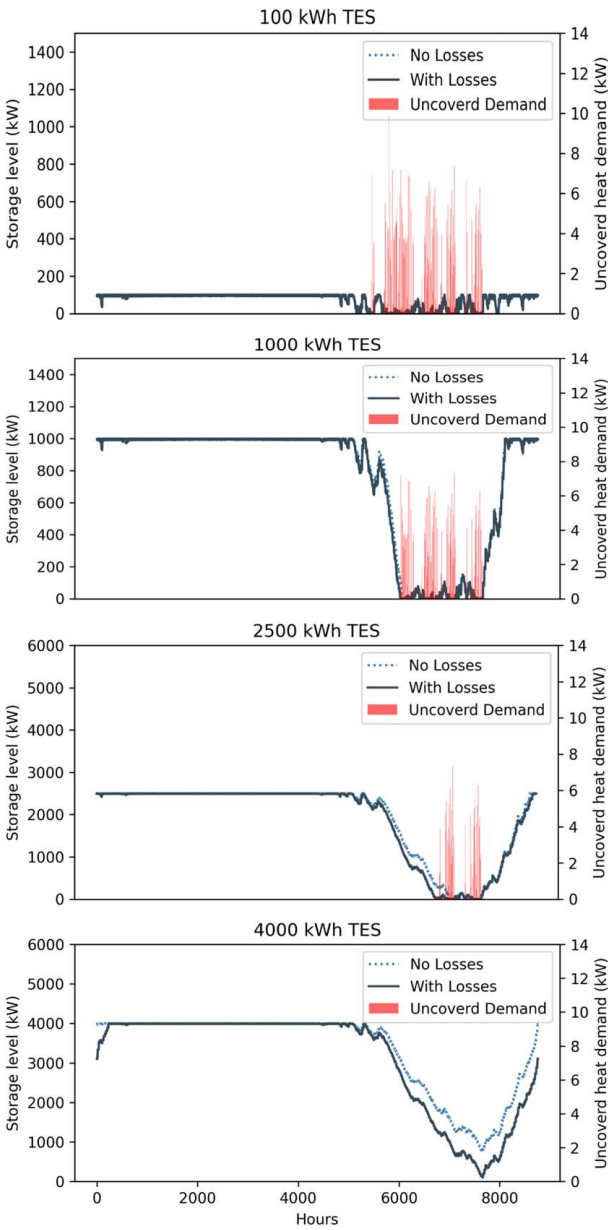 100 kWh TES
Storage level (kW)
1400
1200
1000
800
600
400
200
0
No Losses
With Losses
Uncoverd Demand
14
12
10
8
6
4
2
0
Uncoverd heat demand (kW)
1000 kWh TES
Storage level (kW)
1400
1200
1000
800
600
400
200
0
No Losses
With Losses
Uncoverd Demand
14
12
10
8
6
4
2
0
Uncoverd heat demand (kW)
2500 kWh TES
Storage level (kW)
6000
5000
4000
3000
2000
1000
0
No Losses
With Losses
Uncoverd Demand
14
12
10
8
6
4
2
0
Uncoverd heat demand (kW)
4000 kWh TES
Storage level (kW)
6000
5000
4000
3000
2000
1000
0
No Losses
With Losses
Uncoverd Demand
14
12
10
8
6
4
2
0
Uncoverd heat demand (kW)
0 2000 4000 6000 8000
Hours